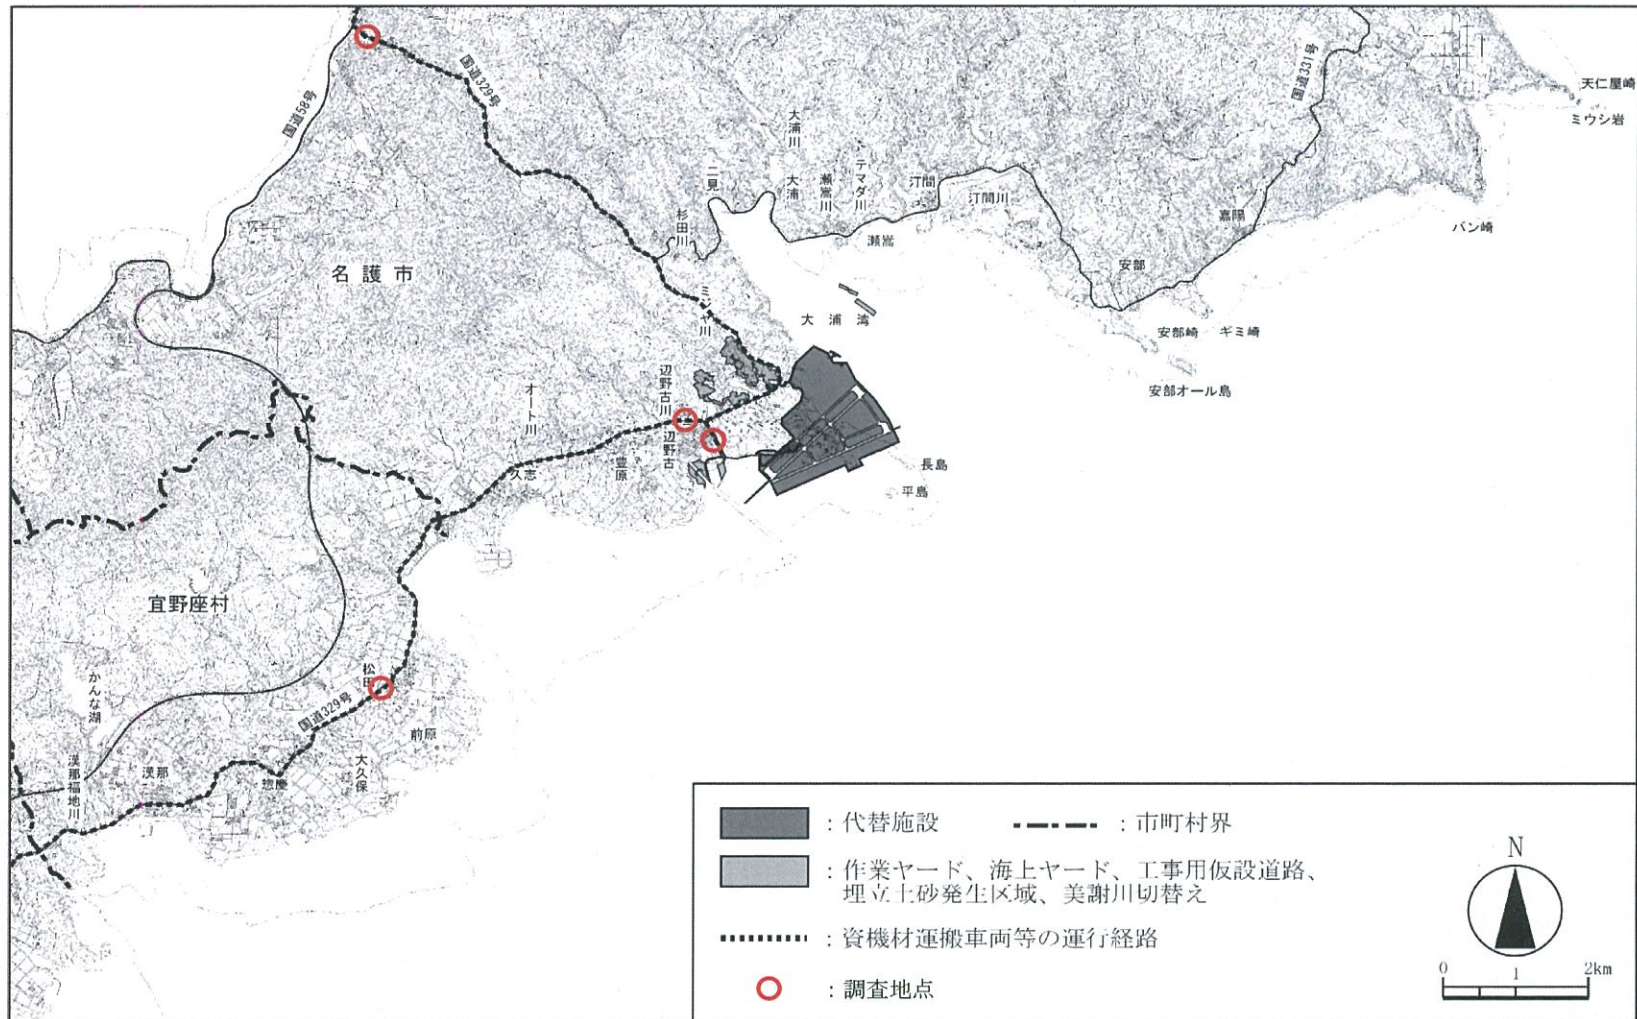 国道329号
国道58号
国道331号
天仁屋崎
ミウシ岩
バン崎
大浦川
大浦
瀬嵩川
テマダ川
汀間
汀間川
二見
杉田川
瀬嵩
嘉陽
安部
名護市
ミジャ川
大浦湾
安部崎
ギミ崎
安部オール島
辺野古川
辺野古
オート川
豊原
久志
長島
平島
宜野座村
かんな湖
松田
国道329号
前原
大久保
惣慶
漢那
漢那福地川
：代替施設
：市町村界
：作業ヤード、海上ヤード、工事用仮設道路、
埋立土砂発生区域、美謝川切替え
：資機材運搬車両等の運行経路
：調査地点
N
0 1 2km